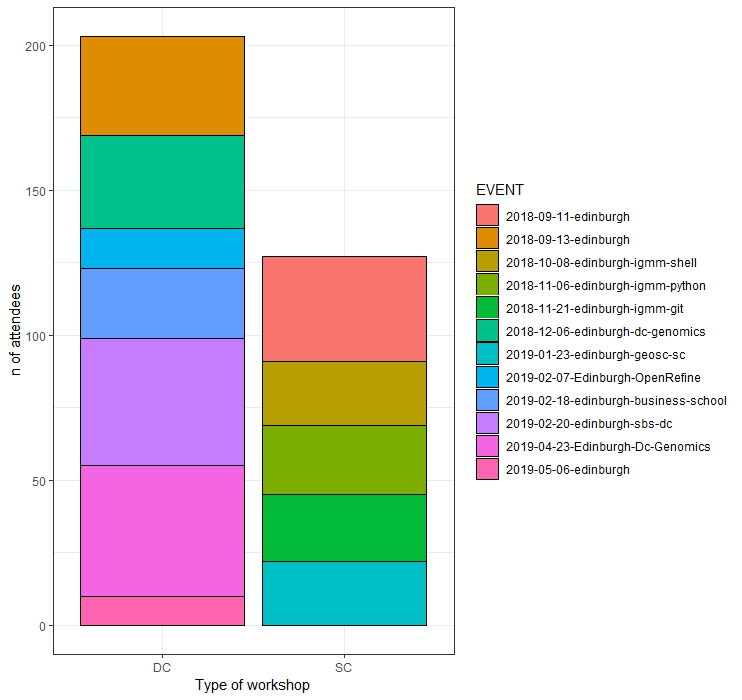 200
150
100
50
0
n of attendees
DC
SC
Type of workshop
EVENT
2018-09-11-edinburgh
2018-09-13-edinburgh
2018-10-08-edinburgh-igmm-shell
2018-11-06-edinburgh-igmm-python
2018-11-21-edinburgh-igmm-git
2018-12-06-edinburgh-dc-genomics
2019-01-23-edinburgh-geosc-sc
2019-02-07-Edinburgh-OpenRefine
2019-02-18-edinburgh-business-school
2019-02-20-edinburgh-sbs-dc
2019-04-23-Edinburgh-Dc-Genomics
2019-05-06-edinburgh